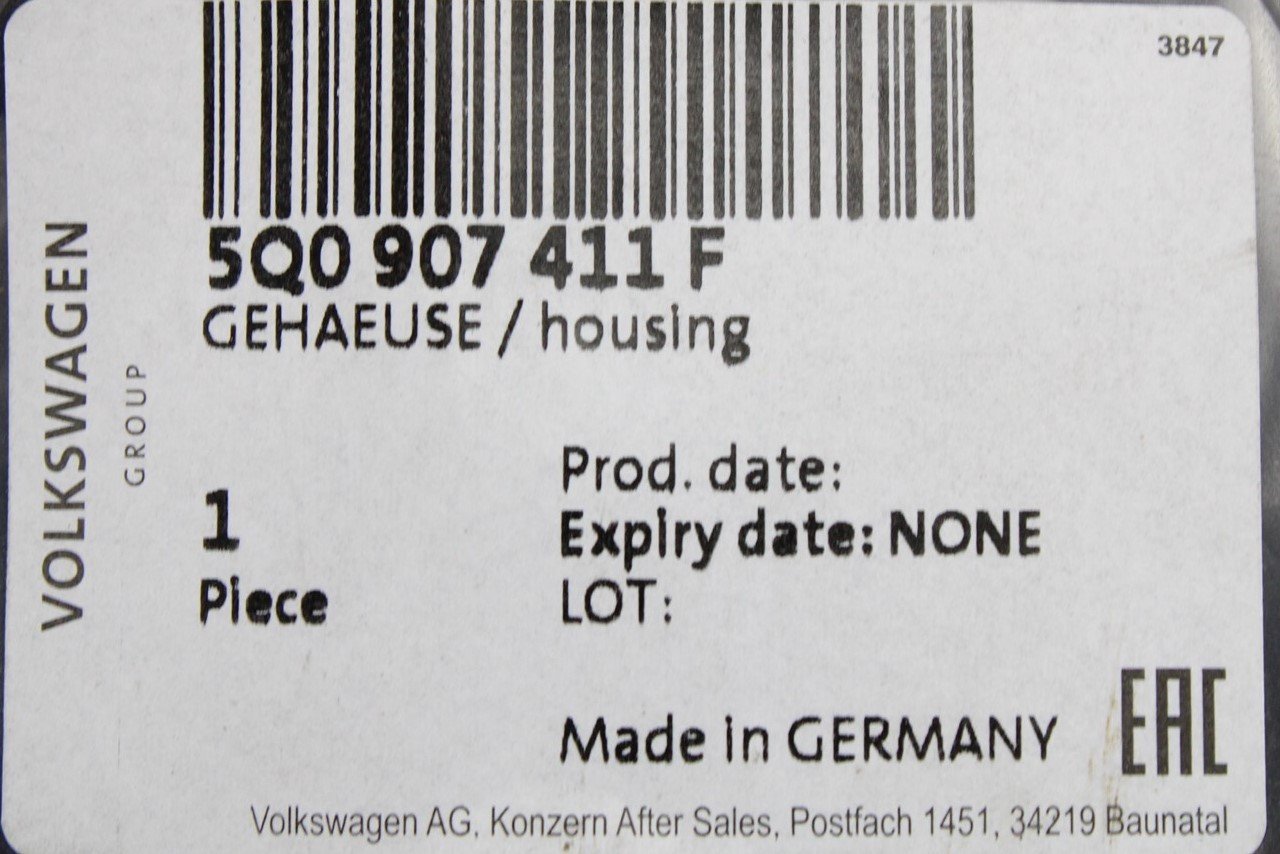 3847
5Q0 907 411 F
GEHAEUSE / housing
VOLKSWAGEN
GROUP
1
Piece
Prod. date:
Expiry date: NONE
LOT:
Made in GERMANY
EAC
Volkswagen AG, Konzern After Sales, Postfach 1451, 34219 Baunatal